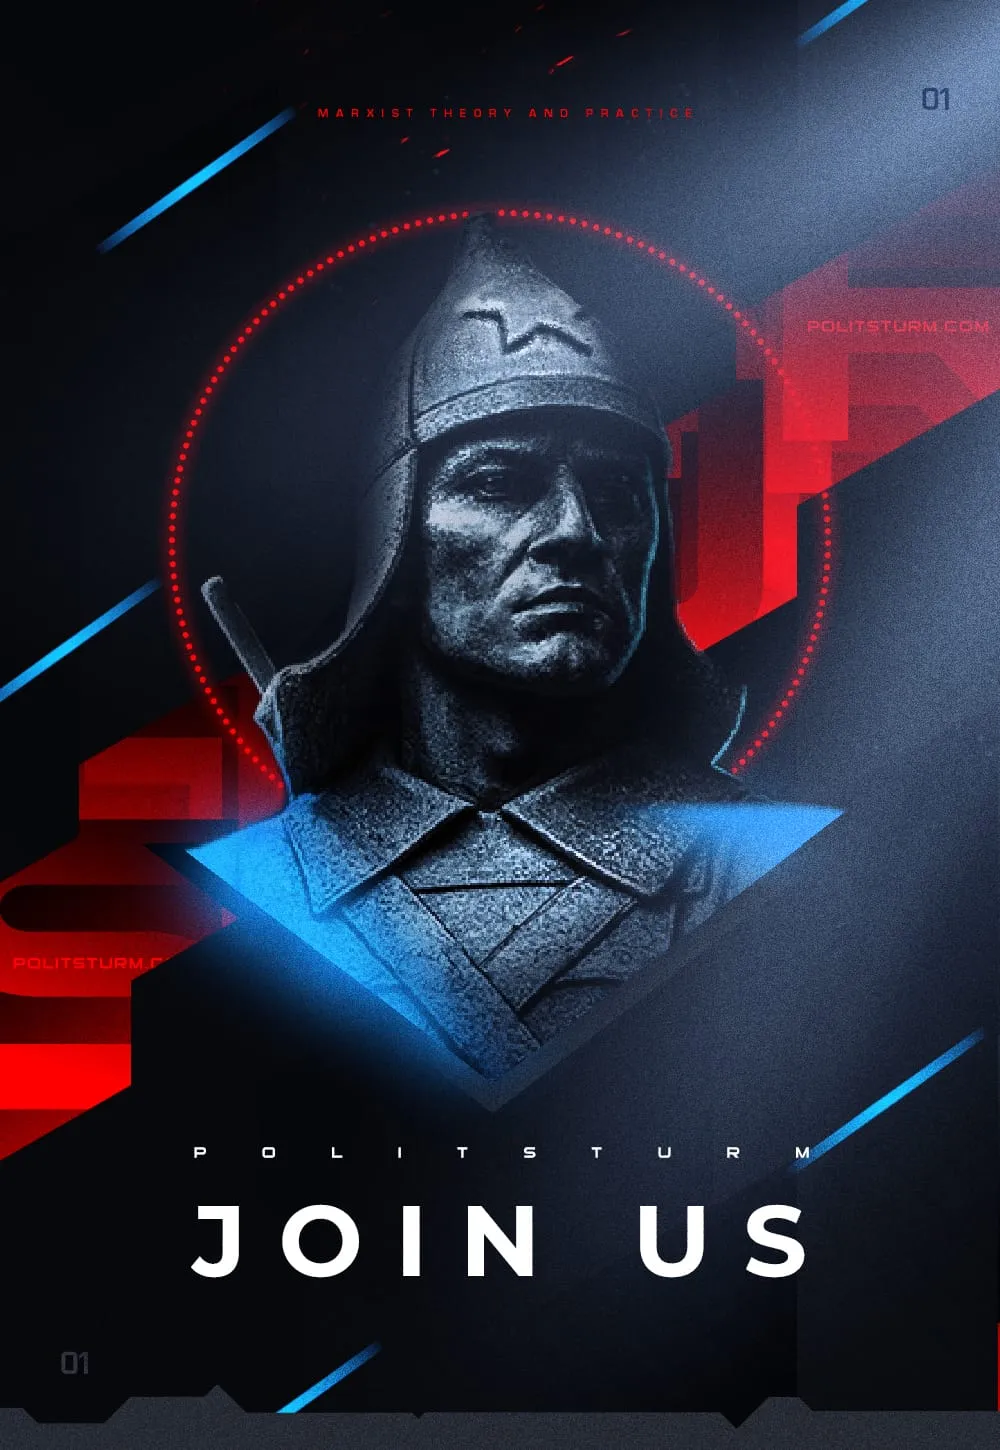 MARXIST THEORY AND PRACTICE
01
POLITSTURM.COM
POLITSTURM.C
POLITSTURM
JOIN US
01